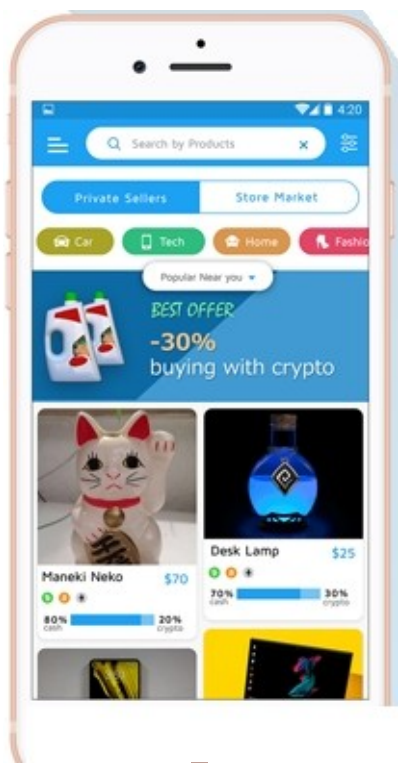 4:20
Search by Products
Private Sellers
Store Market
Car
Tech
Home
Fashio
Popular Near you
BEST OFFER
-30%
buying with crypto
Maneki Neko
$70
80%
cash
20%
crypto
Desk Lamp
$25
70%
cash
30%
crypto